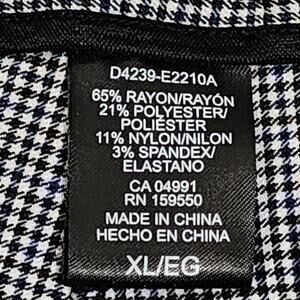 D4239-E2210A
65% RAYON/RAYÓN
21% POLYESTER/
POLIÉSTER
11% NYLON/NILON
3% SPANDEX/
ELASTANO
CA 04991
RN 159550
MADE IN CHINA
HECHO EN CHINA
XL/EG